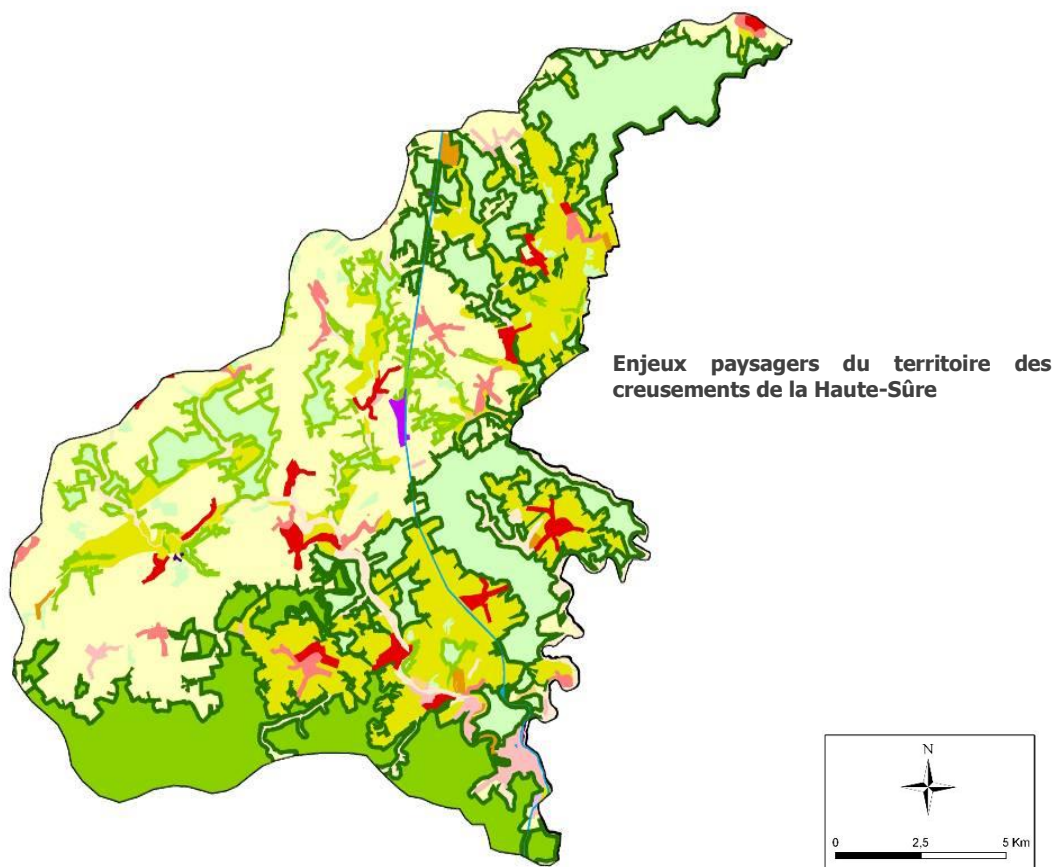 Enjeux paysagers du territoire des
creusements de la Haute-Sûre
N
0 2,5 5 Km